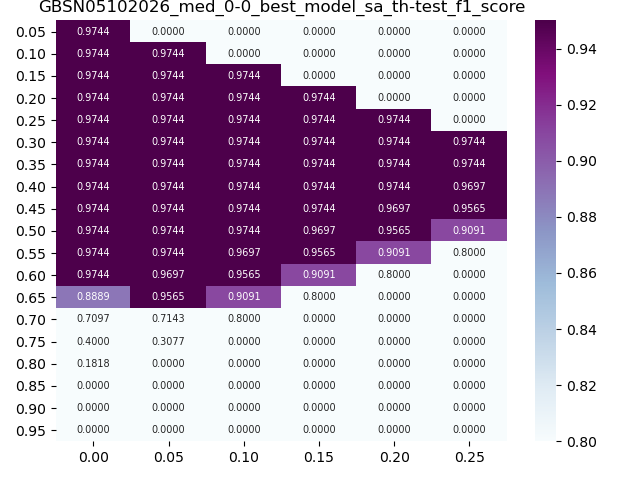 GBSN05102026_med_0-0_best_model_sa_th-test_f1_score
0.05 0.9744 0.0000 0.0000 0.0000 0.0000 0.0000
0.10 0.9744 0.9744 0.0000 0.0000 0.0000 0.0000
0.15 0.9744 0.9744 0.9744 0.0000 0.0000 0.0000
0.20 0.9744 0.9744 0.9744 0.9744 0.0000 0.0000
0.25 0.9744 0.9744 0.9744 0.9744 0.9744 0.0000
0.30 0.9744 0.9744 0.9744 0.9744 0.9744 0.9744
0.35 0.9744 0.9744 0.9744 0.9744 0.9744 0.9744
0.40 0.9744 0.9744 0.9744 0.9744 0.9744 0.9697
0.45 0.9744 0.9744 0.9744 0.9744 0.9697 0.9565
0.50 0.9744 0.9744 0.9744 0.9697 0.9565 0.9091
0.55 0.9744 0.9744 0.9697 0.9565 0.9091 0.8000
0.60 0.9744 0.9697 0.9565 0.9091 0.8000 0.0000
0.65 0.8889 0.9565 0.9091 0.8000 0.0000 0.0000
0.70 0.7097 0.7143 0.8000 0.0000 0.0000 0.0000
0.75 0.4000 0.3077 0.0000 0.0000 0.0000 0.0000
0.80 0.1818 0.0000 0.0000 0.0000 0.0000 0.0000
0.85 0.0000 0.0000 0.0000 0.0000 0.0000 0.0000
0.90 0.0000 0.0000 0.0000 0.0000 0.0000 0.0000
0.95 0.0000 0.0000 0.0000 0.0000 0.0000 0.0000
0.00 0.05 0.10 0.15 0.20 0.25
0.94
0.92
0.90
0.88
0.86
0.84
0.82
0.80